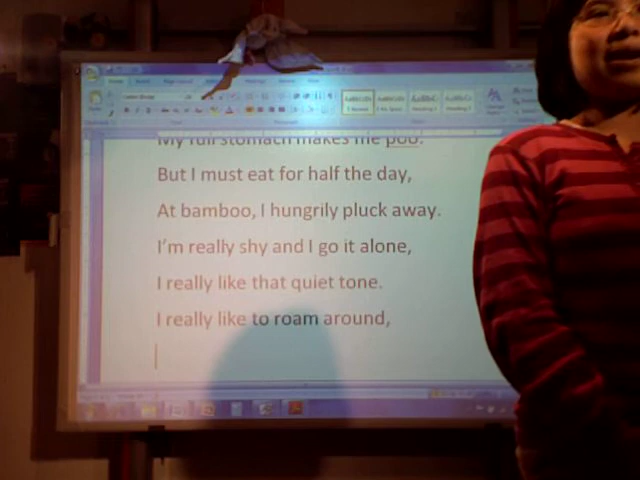 My full stomach makes me poo.
But I must eat for half the day,
At bamboo, I hungrily pluck away.
I'm really shy and I go it alone,
I really like that quiet tone.
I really like to roam around,